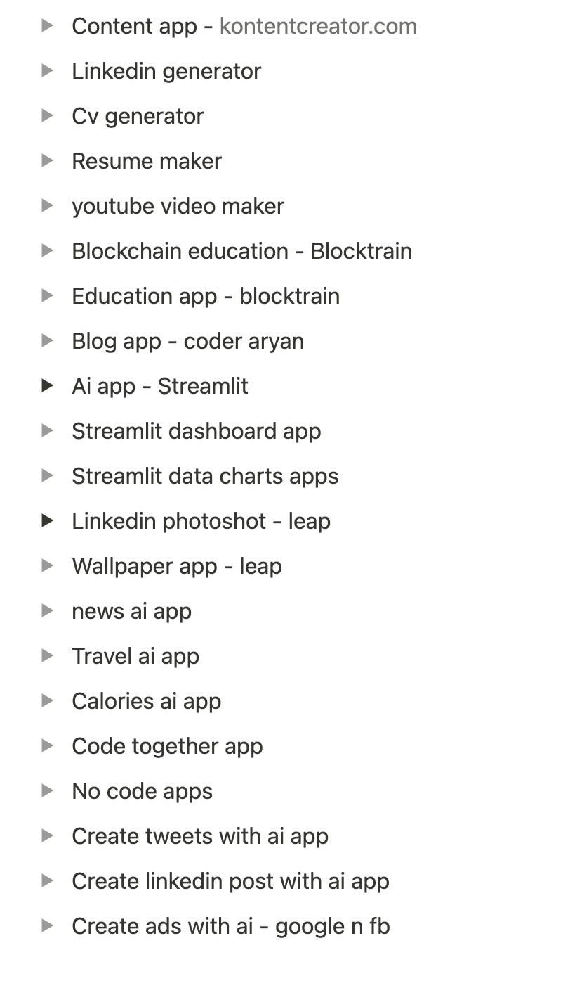 Content app - kontentcreator.com
Linkedin generator
Cv generator
Resume maker
youtube video maker
Blockchain education - Blocktrain
Education app - blocktrain
Blog app - coder aryan
Ai app - Streamlit
Streamlit dashboard app
Streamlit data charts apps
Linkedin photoshot - leap
Wallpaper app - leap
news ai app
Travel ai app
Calories ai app
Code together app
No code apps
Create tweets with ai app
Create linkedin post with ai app
Create ads with ai - google n fb